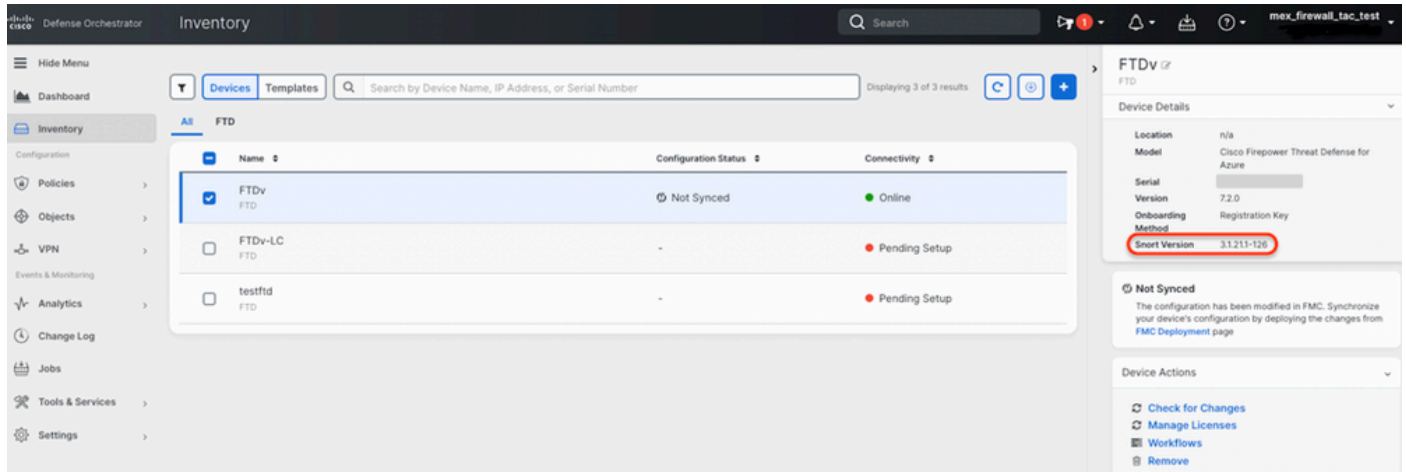 cisco Defense Orchestrator
Inventory
Search
1
mex_firewall_tac_test
Hide Menu
Dashboard
Inventory
Configuration
Policies
Objects
VPN
Events & Monitoring
Analytics
Change Log
Jobs
Tools & Services
Settings
Devices Templates
Search by Device Name, IP Address, or Serial Number
Displaying 3 of 3 results
All FTD
Name Configuration Status Connectivity
FTDv Not Synced Online
FTD
FTDv-LC - Pending Setup
FTD
testftd - Pending Setup
FTD
FTDv
FTD
Device Details
Location n/a
Model Cisco Firepower Threat Defense for
Azure
Serial
Version 7.2.0
Onboarding Registration Key
Method
Snort Version 3.1.21.1-126
Not Synced
The configuration has been modified in FMC. Synchronize
your device's configuration by deploying the changes from
FMC Deployment page
Device Actions
Check for Changes
Manage Licenses
Workflows
Remove